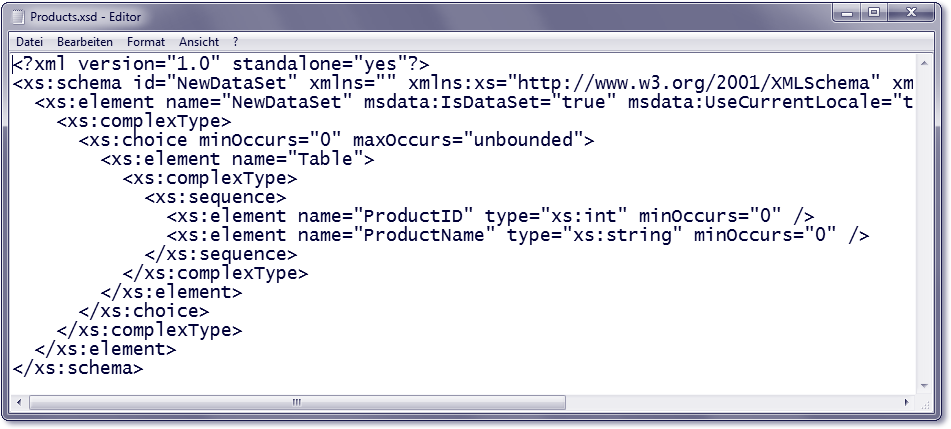 Products.xsd - Editor
Datei Bearbeiten Format Ansicht ?
<?xml version="1.0" standalone="yes"?>
<xs:schema id="NewDataSet" xmlns="" xmlns:xs="http://www.w3.org/2001/XMLSchema" xm
  <xs:element name="NewDataSet" msdata:IsDataSet="true" msdata:UseCurrentLocale="t
    <xs:complexType>
      <xs:choice minOccurs="0" maxOccurs="unbounded">
        <xs:element name="Table">
          <xs:complexType>
            <xs:sequence>
              <xs:element name="ProductID" type="xs:int" minOccurs="0" />
              <xs:element name="ProductName" type="xs:string" minOccurs="0" />
            </xs:sequence>
          </xs:complexType>
        </xs:element>
      </xs:choice>
    </xs:complexType>
  </xs:element>
</xs:schema>